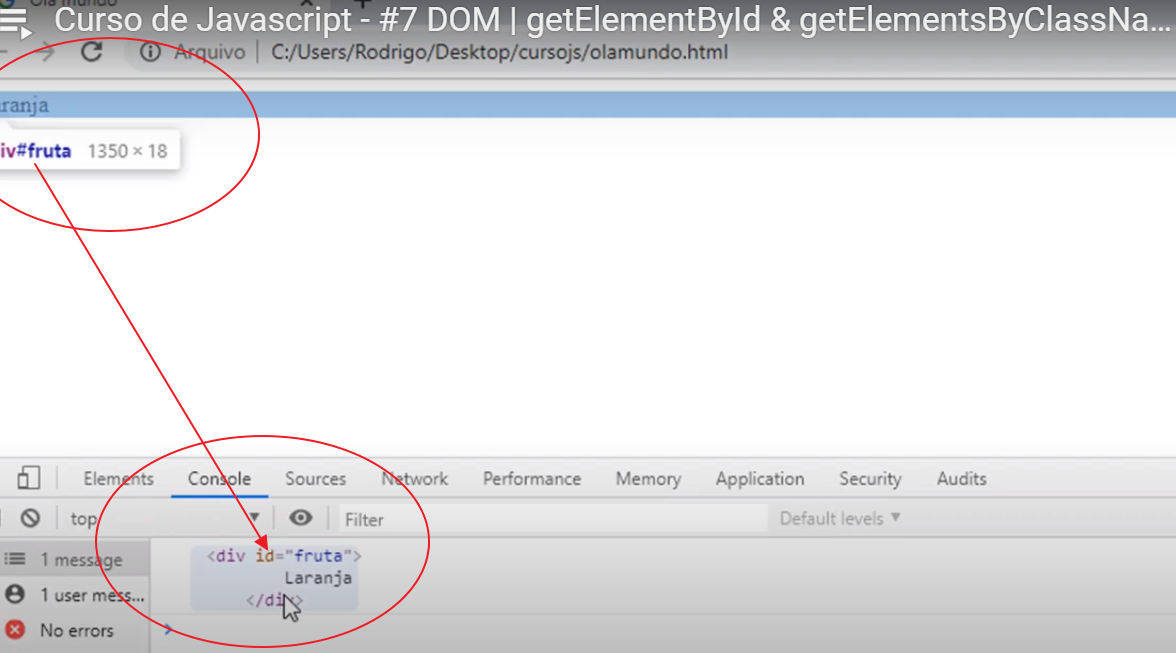 Olá mundo
Curso de Javascript - #7 DOM | getElementById & getElementsByClassNa...
Arquivo | C:/Users/Rodrigo/Desktop/cursojs/olamundo.html
aranja
iv#fruta 1350 × 18
Elements Console Sources Network Performance Memory Application Security Audits
top Filter Default levels
1 message
<div id="fruta">
Laranja
</div>
1 user mess...
No errors